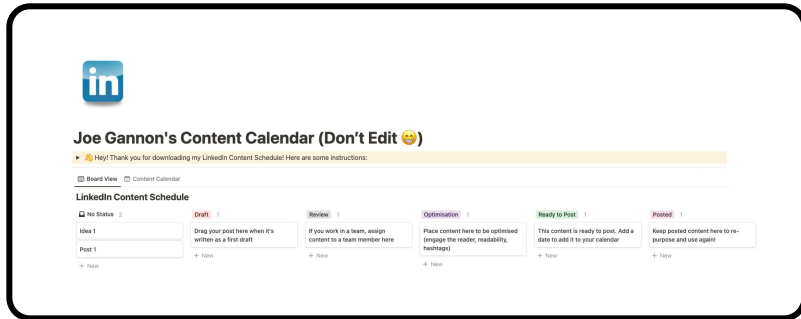 in
Joe Gannon's Content Calendar (Don't Edit 😁)
👋 Hey! Thank you for downloading my LinkedIn Content Schedule! Here are some instructions:
Board View Content Calendar
LinkedIn Content Schedule
No Status 2
Idea 1
Post 1
+ New
Draft 1
Drag your post here when it's
written as a first draft
+ New
Review 1
If you work in a team, assign
content to a team member here
+ New
Optimisation 1
Place content here to be optimised
(engage the reader, readability,
hashtags)
+ New
Ready to Post 1
This content is ready to post. Add a
date to add it to your calendar
+ New
Posted 1
Keep posted content here to re-
purpose and use again!
+ New